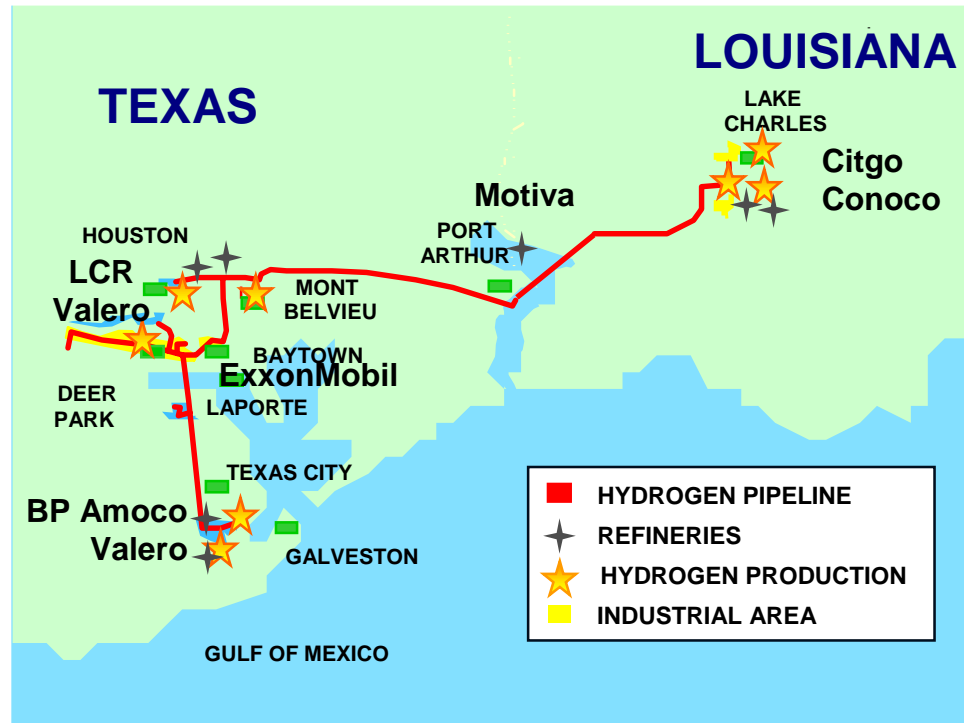 LOUISIANA
TEXAS
LAKE
CHARLES
Citgo
Conoco
Motiva
PORT
ARTHUR
HOUSTON
LCR
Valero
MONT
BELVIEU
BAYTOWN
ExxonMobil
DEER
PARK
LAPORTE
TEXAS CITY
BP Amoco
Valero
GALVESTON
GULF OF MEXICO
HYDROGEN PIPELINE
REFINERIES
HYDROGEN PRODUCTION
INDUSTRIAL AREA